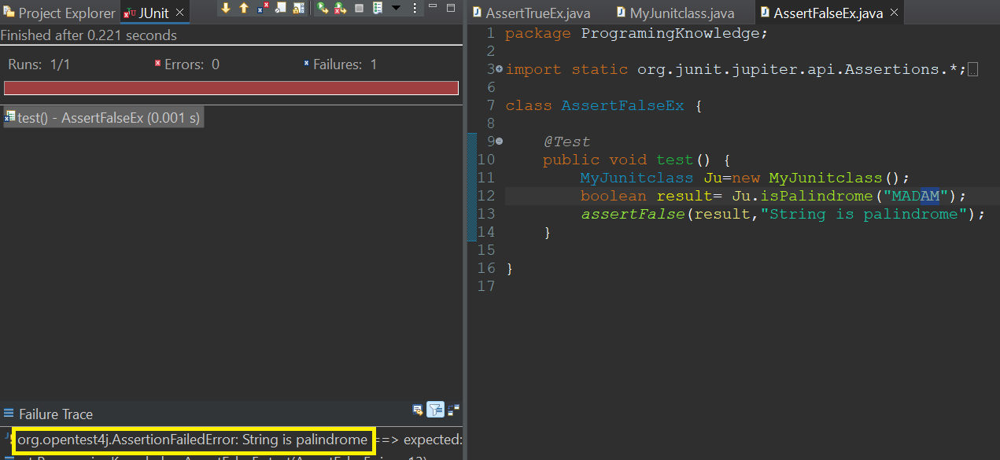 Project Explorer JUnit
Finished after 0.221 seconds
Runs: 1/1 Errors: 0 Failures: 1
test() - AssertFalseEx (0.001 s)
Failure Trace
org.opentest4j.AssertionFailedError: String is palindrome ==> expected:
AssertTrueEx.java MyJunitclass.java AssertFalseEx.java
1 package ProgramingKnowledge;
2
3 import static org.junit.jupiter.api.Assertions.*;
6
7 class AssertFalseEx {
8
9 @Test
10 public void test() {
11 MyJunitclass Ju=new MyJunitclass();
12 boolean result= Ju.isPalindrome("MADAM");
13 assertFalse(result,"String is palindrome");
14 }
15
16 }
17